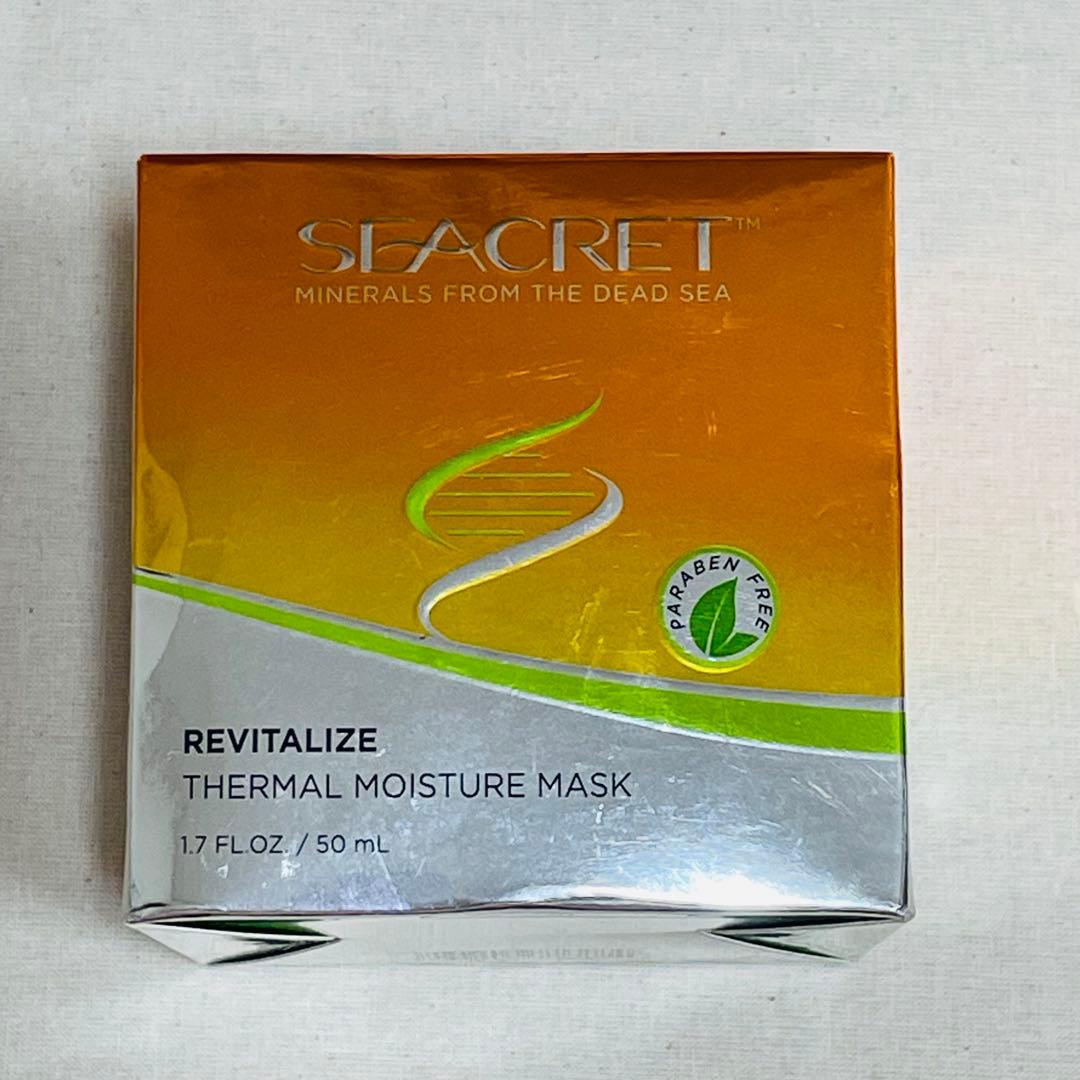 SEACRET™
MINERALS FROM THE DEAD SEA
PARABEN FREE
REVITALIZE
THERMAL MOISTURE MASK
1.7 FL.OZ. / 50 mL